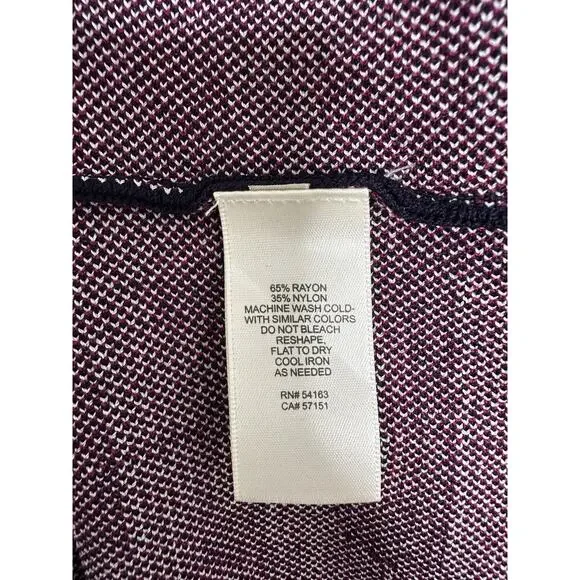 65% RAYON
35% NYLON
MACHINE WASH COLD-
WITH SIMILAR COLORS
DO NOT BLEACH
RESHAPE,
FLAT TO DRY
COOL IRON
AS NEEDED
RN# 54163
CA# 57151